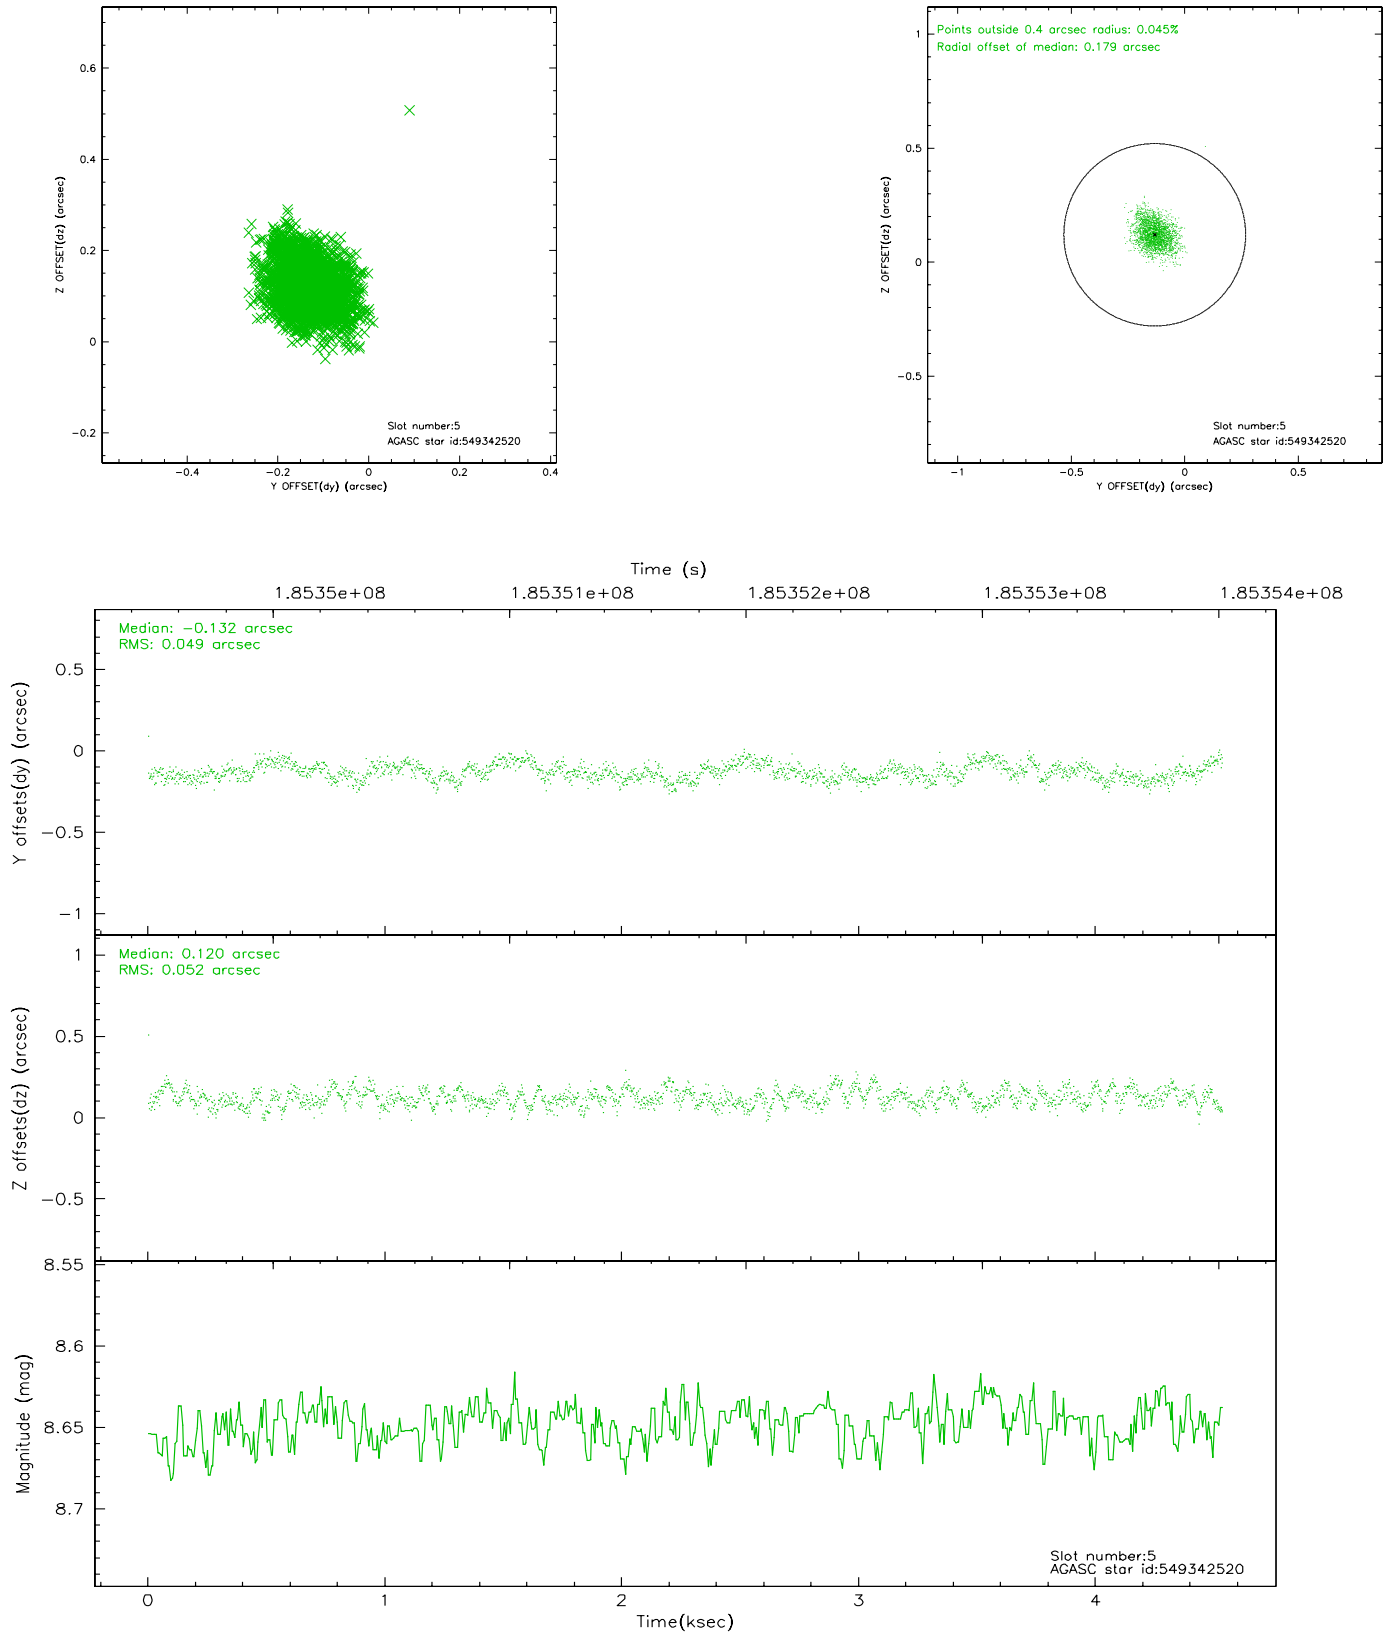 0.6
0.4
0.2
0
−0.2
Z OFFSET(dz) (arcsec)
Slot number:5
AGASC star id:549342520
−0.4 −0.2 0 0.2 0.4
Y OFFSET(dy) (arcsec)
Points outside 0.4 arcsec radius: 0.045%
Radial offset of median: 0.179 arcsec
1
0.5
0
−0.5
Z OFFSET(dz) (arcsec)
Slot number:5
AGASC star id:549342520
−1 −0.5 0 0.5
Y OFFSET(dy) (arcsec)
Time (s)
1.8535e+08 1.85351e+08 1.85352e+08 1.85353e+08 1.85354e+08
Median: −0.132 arcsec
RMS: 0.049 arcsec
0.5
0
−0.5
−1
Y offsets(dy) (arcsec)
Median: 0.120 arcsec
RMS: 0.052 arcsec
1
0.5
0
−0.5
Z offsets(dz) (arcsec)
8.55
8.6
8.65
8.7
Magnitude (mag)
Slot number:5
AGASC star id:549342520
0 1 2 3 4
Time(ksec)